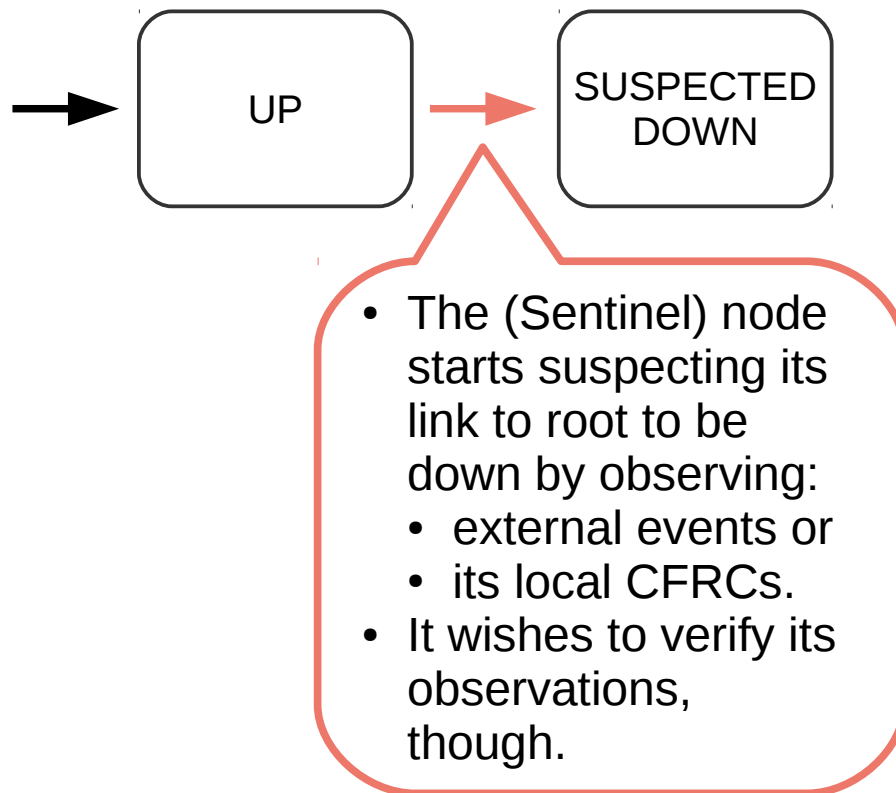 UP
SUSPECTED
DOWN
• The (Sentinel) node
starts suspecting its
link to root to be
down by observing:
• external events or
• its local CFRCs.
• It wishes to verify its
observations,
though.